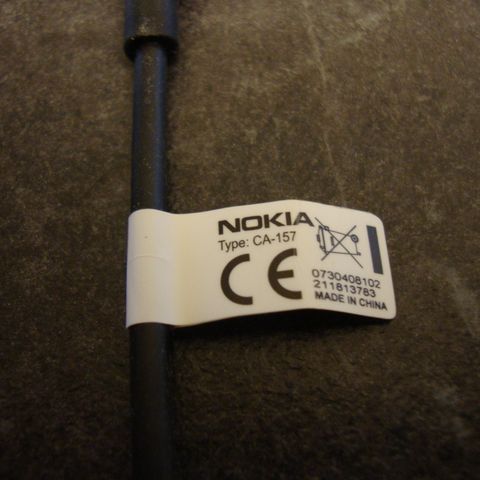 NOKIA
Type: CA-157
CE
0730408102
211813783
MADE IN CHINA